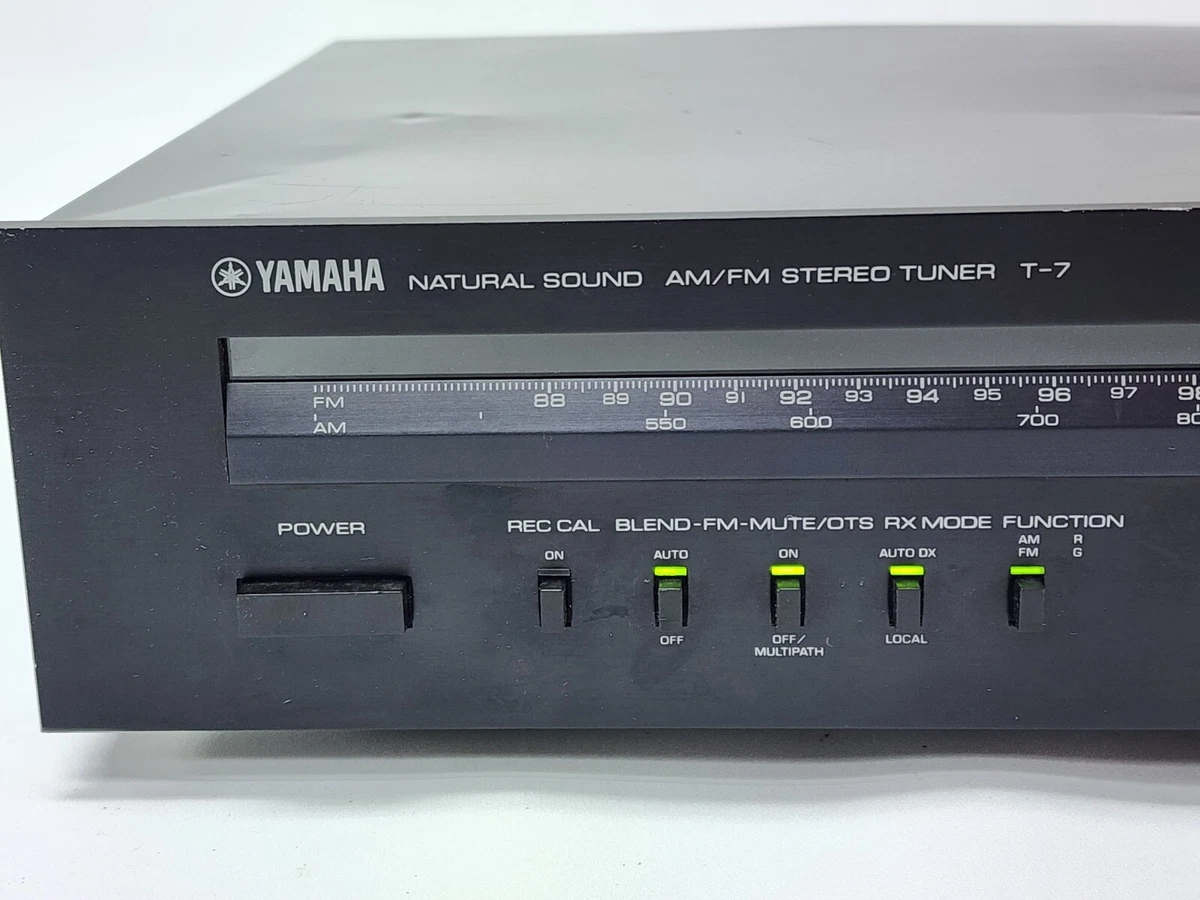 YAMAHA NATURAL SOUND AM/FM STEREO TUNER T-7
FM 88 89 90 91 92 93 94 95 96 97 98
AM 550 600 700 80
POWER REC CAL BLEND-FM-MUTE/OTS RX MODE FUNCTION
ON AUTO ON AUTO DX AM R
FM G
OFF OFF/ LOCAL
MULTIPATH